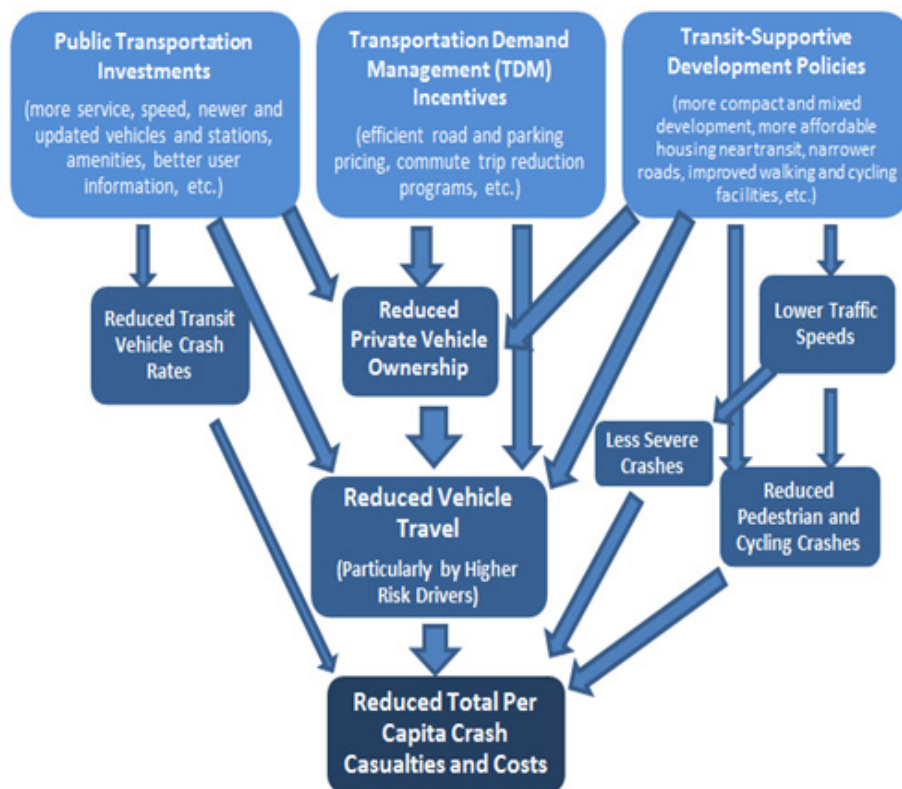 Public Transportation
Investments
(more service, speed, newer and
updated vehicles and stations,
amenities, better user
information, etc.)
Transportation Demand
Management (TDM)
Incentives
(efficient road and parking
pricing, commute trip reduction
programs, etc.)
Transit-Supportive
Development Policies
(more compact and mixed
development, more affordable
housing near transit, narrower
roads, improved walking and cycling
facilities, etc.)
Reduced Transit
Vehicle Crash
Rates
Reduced
Private Vehicle
Ownership
Lower Traffic
Speeds
Less Severe
Crashes
Reduced Vehicle
Travel
(Particularly by Higher
Risk Drivers)
Reduced
Pedestrian and
Cycling Crashes
Reduced Total Per
Capita Crash
Casualties and Costs